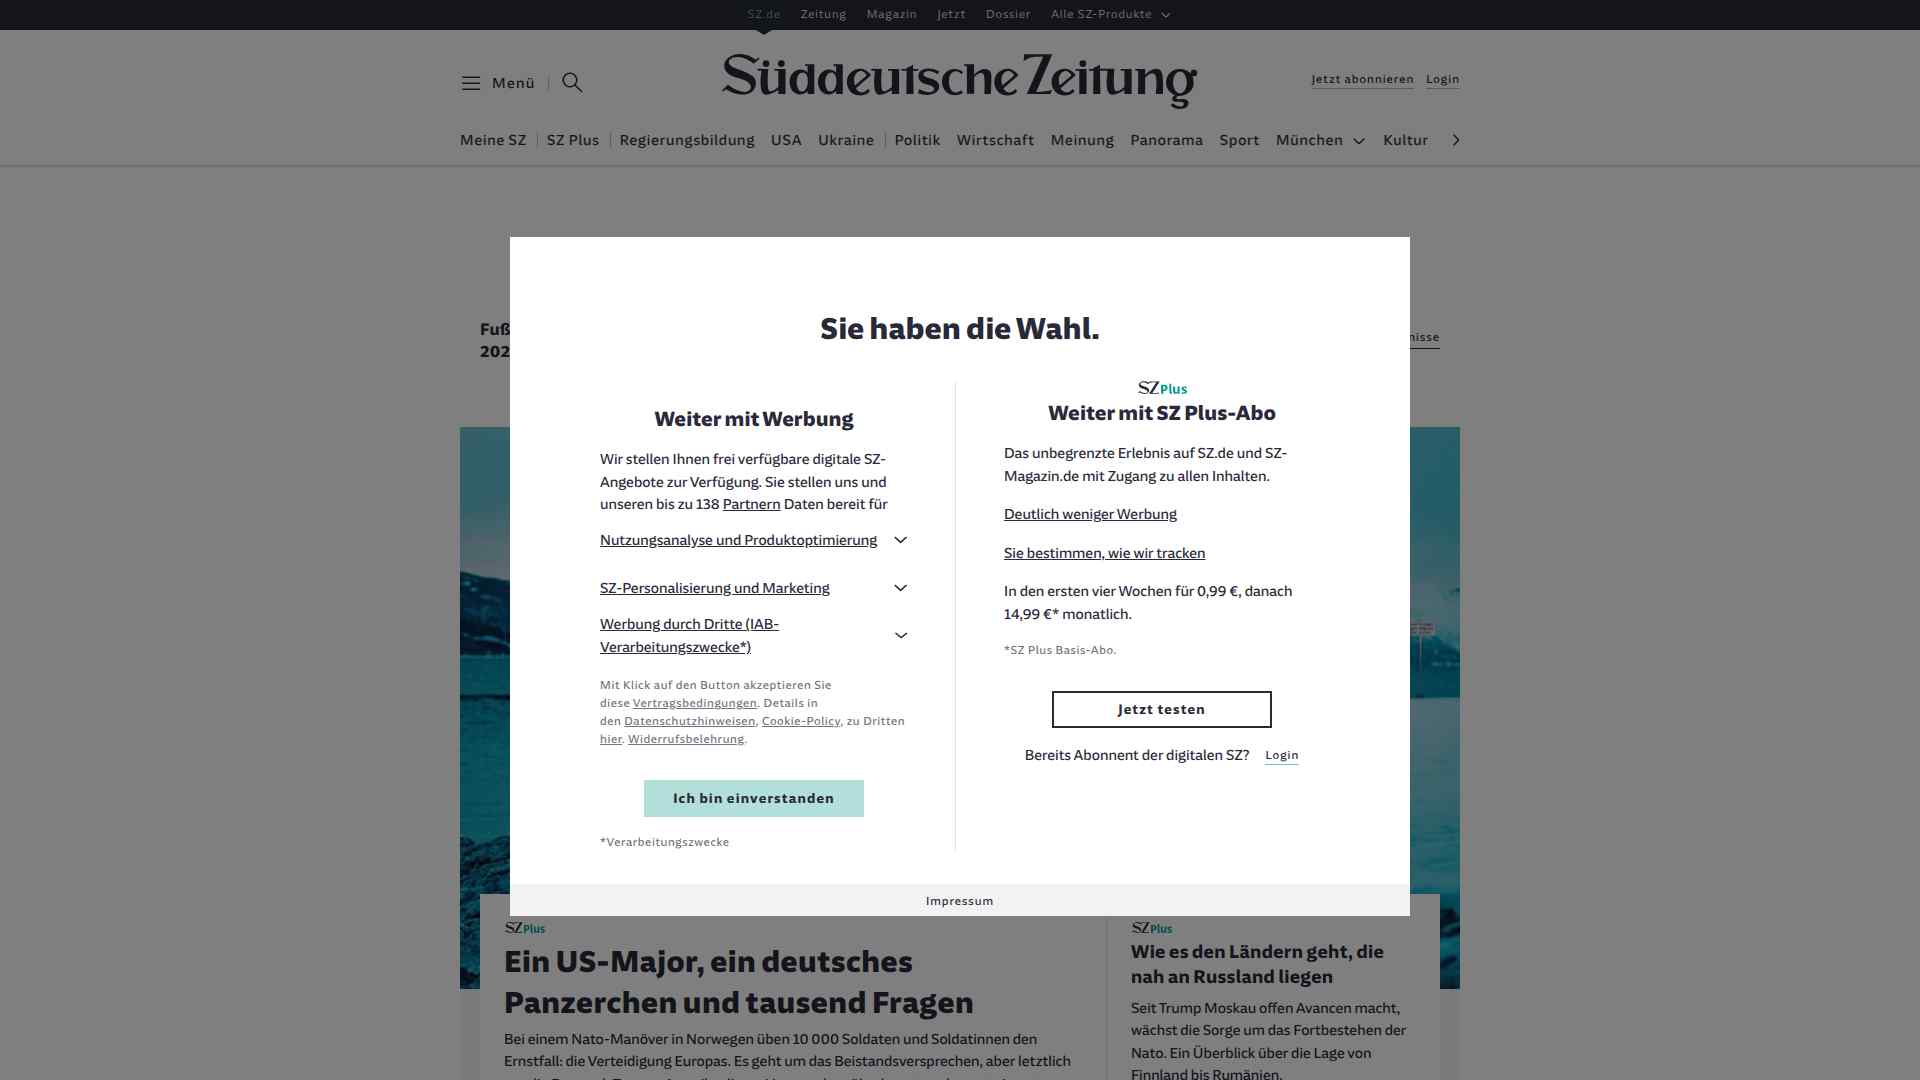 SZ.de Zeitung Magazin Jetzt Dossier Alle SZ-Produkte
Menü
Süddeutsche Zeitung
Jetzt abonnieren Login
Meine SZ SZ Plus Regierungsbildung USA Ukraine Politik Wirtschaft Meinung Panorama Sport München Kultur
Fuß
202
nisse
Sie haben die Wahl.
Weiter mit Werbung
Wir stellen Ihnen frei verfügbare digitale SZ-
Angebote zur Verfügung. Sie stellen uns und
unseren bis zu 138 Partnern Daten bereit für
Nutzungsanalyse und Produktoptimierung
SZ-Personalisierung und Marketing
Werbung durch Dritte (IAB-
Verarbeitungszwecke*)
Mit Klick auf den Button akzeptieren Sie
diese Vertragsbedingungen. Details in
den Datenschutzhinweisen, Cookie-Policy, zu Dritten
hier. Widerrufsbelehrung.
Ich bin einverstanden
*Verarbeitungszwecke
SZ Plus
Weiter mit SZ Plus-Abo
Das unbegrenzte Erlebnis auf SZ.de und SZ-
Magazin.de mit Zugang zu allen Inhalten.
Deutlich weniger Werbung
Sie bestimmen, wie wir tracken
In den ersten vier Wochen für 0,99 €, danach
14,99 €* monatlich.
*SZ Plus Basis-Abo.
Jetzt testen
Bereits Abonnent der digitalen SZ? Login
Impressum
SZ Plus
Ein US-Major, ein deutsches
Panzerchen und tausend Fragen
Bei einem Nato-Manöver in Norwegen üben 10 000 Soldaten und Soldatinnen den
Ernstfall: die Verteidigung Europas. Es geht um das Beistandsversprechen, aber letztlich
SZ Plus
Wie es den Ländern geht, die
nah an Russland liegen
Seit Trump Moskau offen Avancen macht,
wächst die Sorge um das Fortbestehen der
Nato. Ein Überblick über die Lage von
Finnland bis Rumänien.